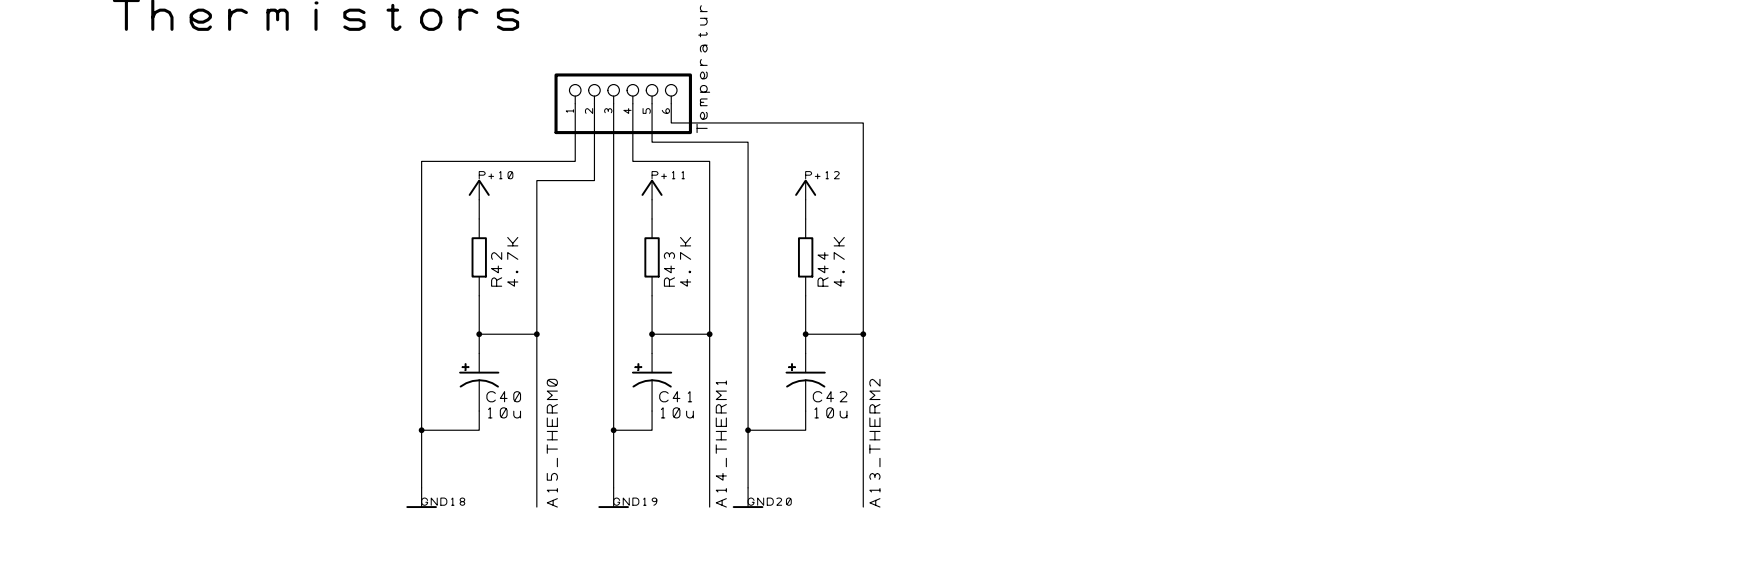 Thermistors
Temperatur
1 2 3 4 5 6
P+10 P+11 P+12
R42 4.7K
R43 4.7K
R44 4.7K
C40
10u
C41
10u
C42
10u
A15_THERM0
A14_THERM1
A13_THERM2
GND18 GND19 GND20